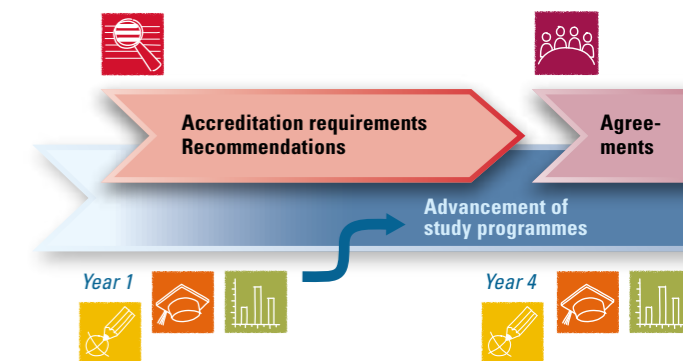 Accreditation requirements
Recommendations
Agree-
ments
Advancement of
study programmes
Year 1
Year 4